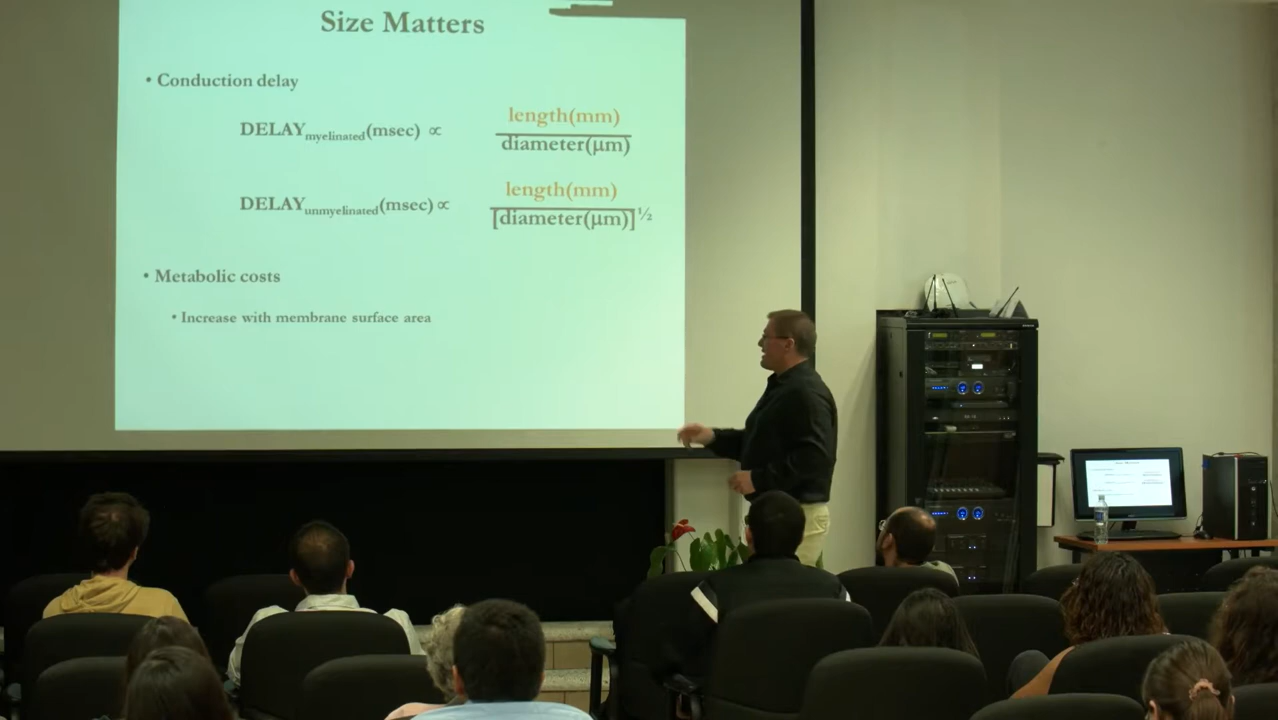 Size Matters
• Conduction delay
DELAYmyelinated(msec) ∝ length(mm)
diameter(µm)
DELAYunmyelinated(msec) ∝ length(mm)
[diameter(µm)]½
• Metabolic costs
• Increase with membrane surface area